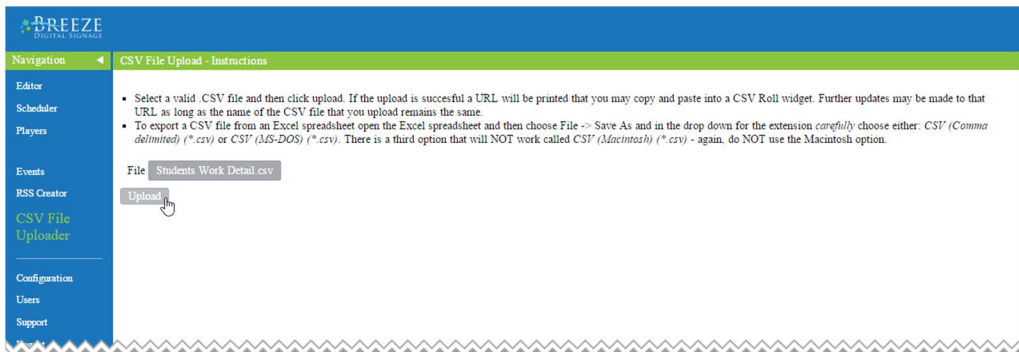 BREEZE
DIGITAL SIGNAGE
Navigation
CSV File Upload - Instructions
Editor
Scheduler
Players
Events
RSS Creator
CSV File
Uploader
Configuration
Users
Support
Select a valid .CSV file and then click upload. If the upload is succesful a URL will be printed that you may copy and paste into a CSV Roll widget. Further updates may be made to that
URL as long as the name of the CSV file that you upload remains the same.
To export a CSV file from an Excel spreadsheet open the Excel spreadsheet and then choose File -> Save As and in the drop down for the extension carefully choose either: CSV (Comma
delimited) (*.csv) or CSV (MS-DOS) (*.csv). There is a third option that will NOT work called CSV (Macintosh) (*.csv) - again, do NOT use the Macintosh option.
File Students Work Detail.csv
Upload